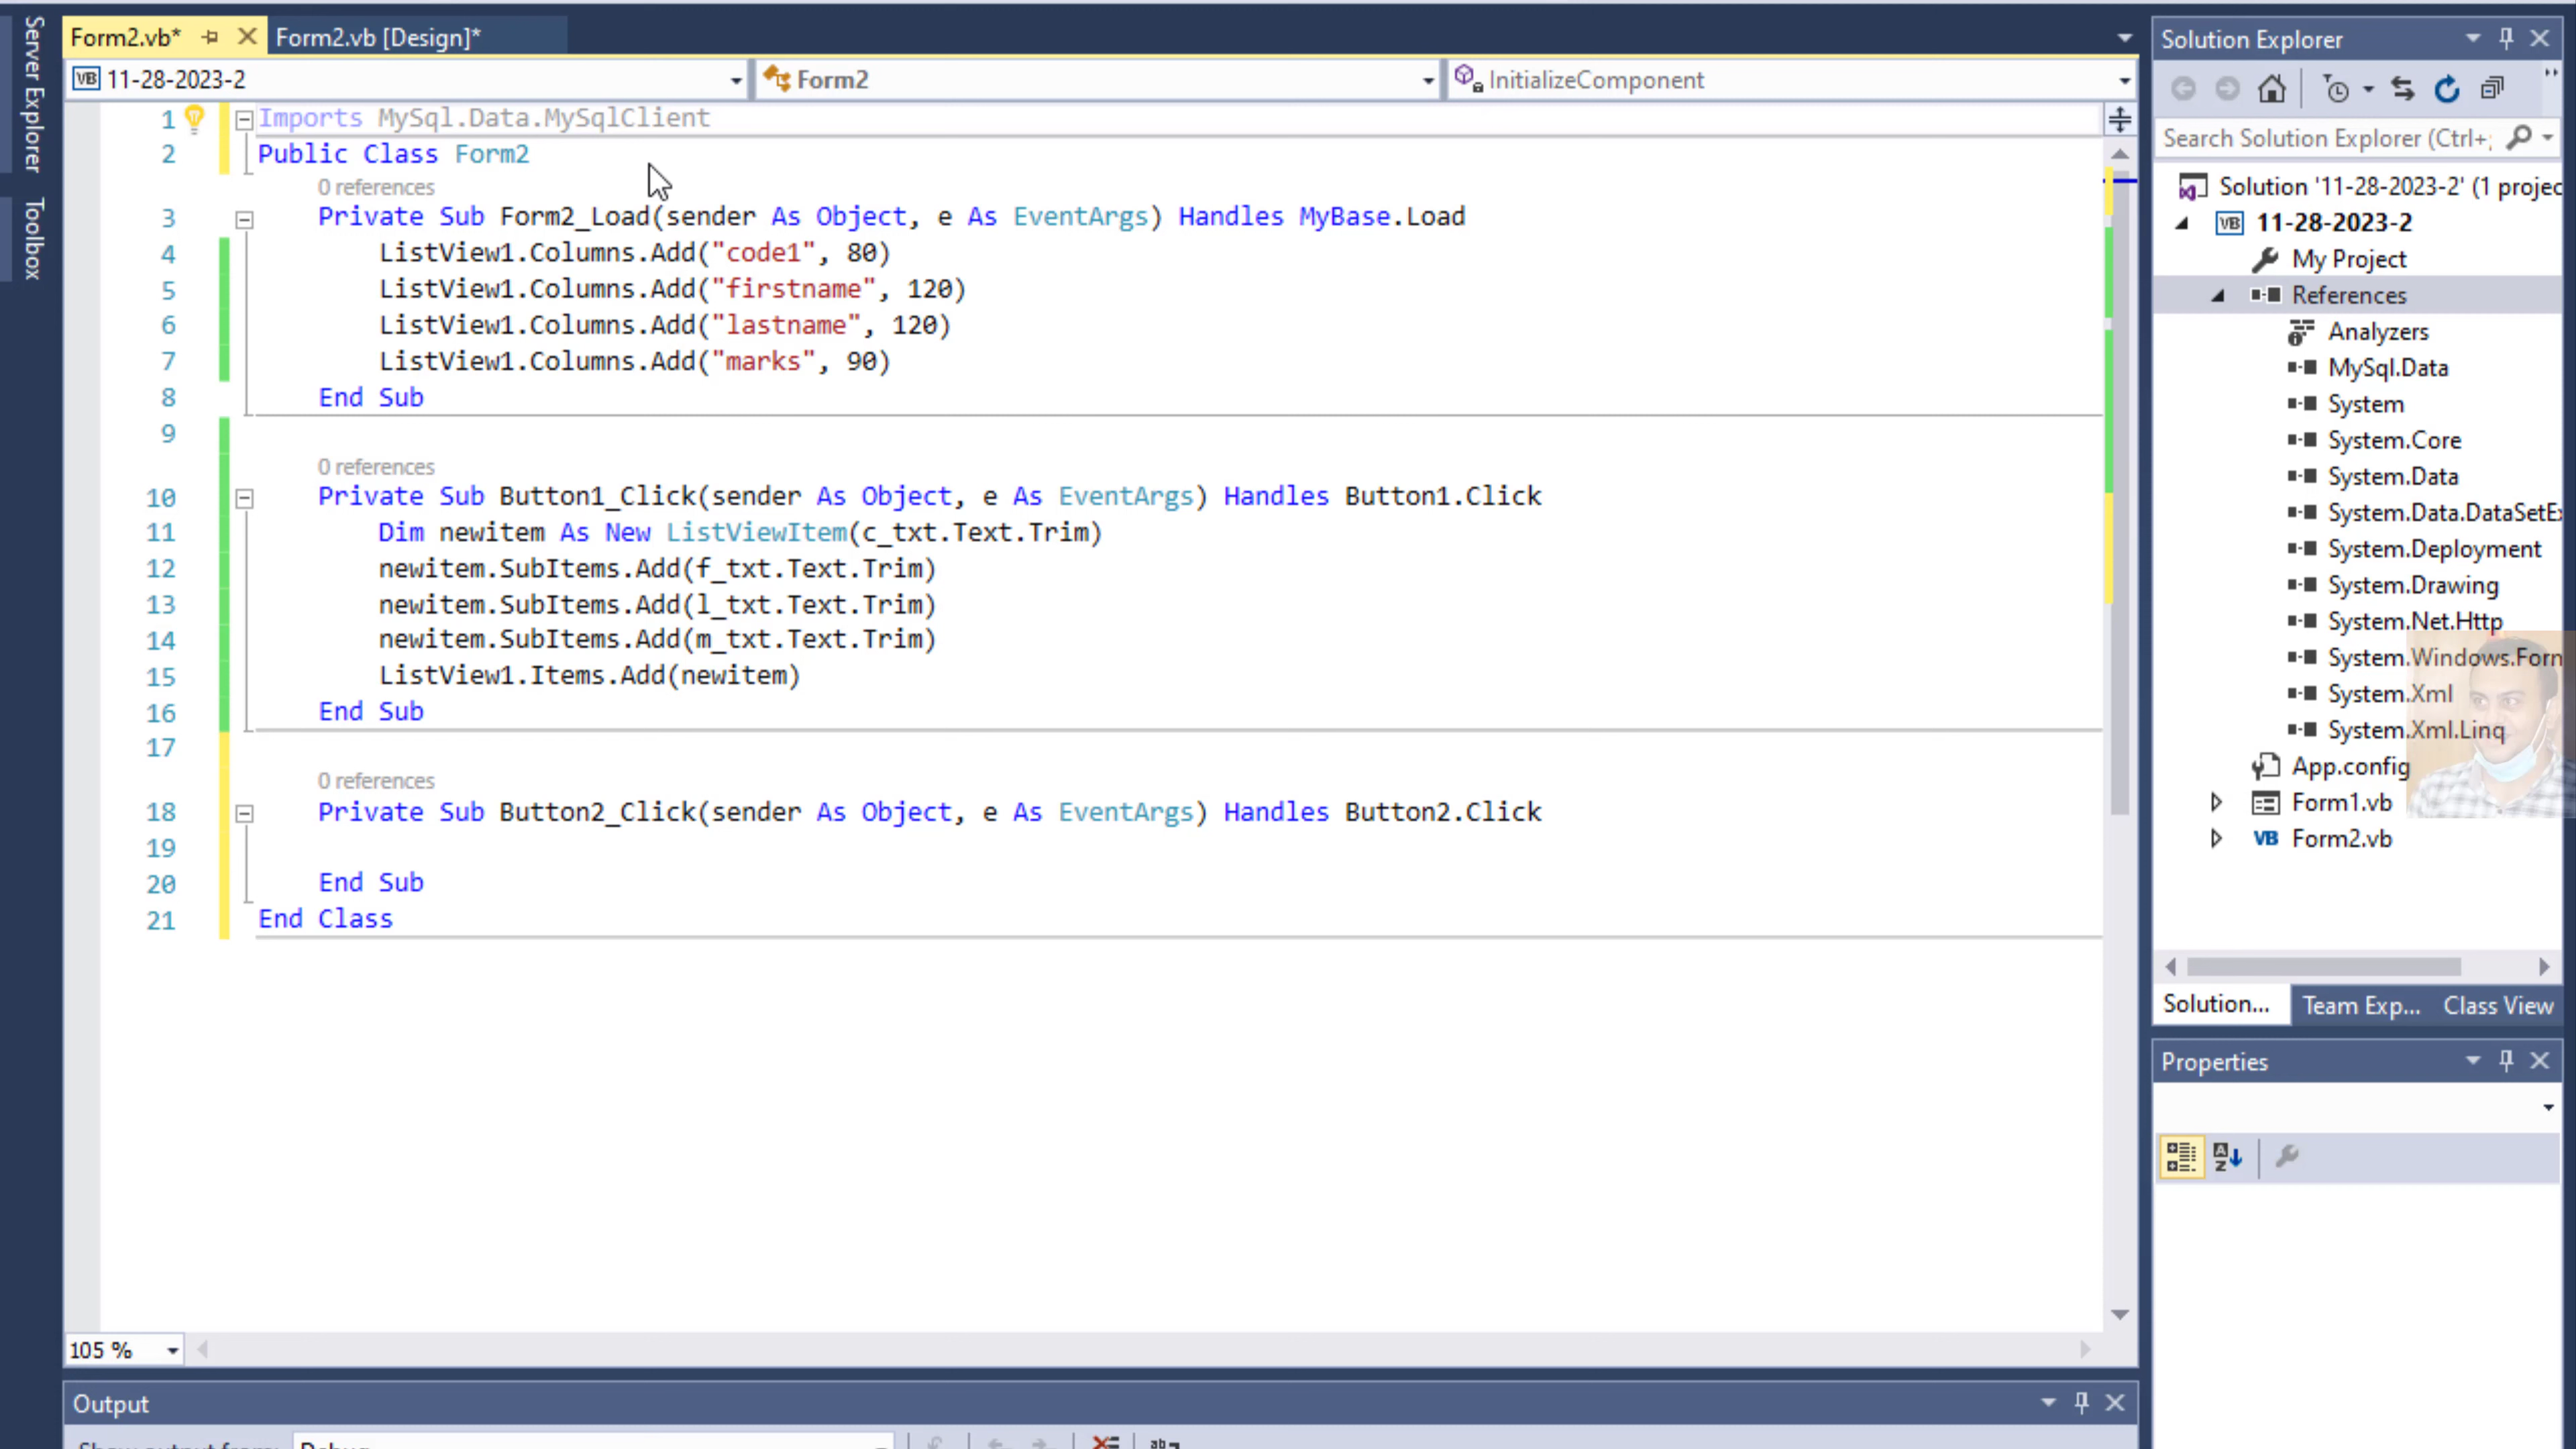 Server Explorer
Toolbox
Form2.vb*
Form2.vb [Design]*
VB 11-28-2023-2
Form2
InitializeComponent
1 Imports MySql.Data.MySqlClient
2 Public Class Form2
0 references
3 Private Sub Form2_Load(sender As Object, e As EventArgs) Handles MyBase.Load
4 ListView1.Columns.Add("code1", 80)
5 ListView1.Columns.Add("firstname", 120)
6 ListView1.Columns.Add("lastname", 120)
7 ListView1.Columns.Add("marks", 90)
8 End Sub
9
0 references
10 Private Sub Button1_Click(sender As Object, e As EventArgs) Handles Button1.Click
11 Dim newitem As New ListViewItem(c_txt.Text.Trim)
12 newitem.SubItems.Add(f_txt.Text.Trim)
13 newitem.SubItems.Add(l_txt.Text.Trim)
14 newitem.SubItems.Add(m_txt.Text.Trim)
15 ListView1.Items.Add(newitem)
16 End Sub
17
0 references
18 Private Sub Button2_Click(sender As Object, e As EventArgs) Handles Button2.Click
19
20 End Sub
21 End Class
105 %
Output
Solution Explorer
Search Solution Explorer (Ctrl+;
Solution '11-28-2023-2' (1 projec
VB 11-28-2023-2
My Project
References
Analyzers
MySql.Data
System
System.Core
System.Data
System.Data.DataSetEx
System.Deployment
System.Drawing
System.Net.Http
System.Windows.Forn
System.Xml
System.Xml.Linq
App.config
Form1.vb
VB Form2.vb
Solution...
Team Exp...
Class View
Properties